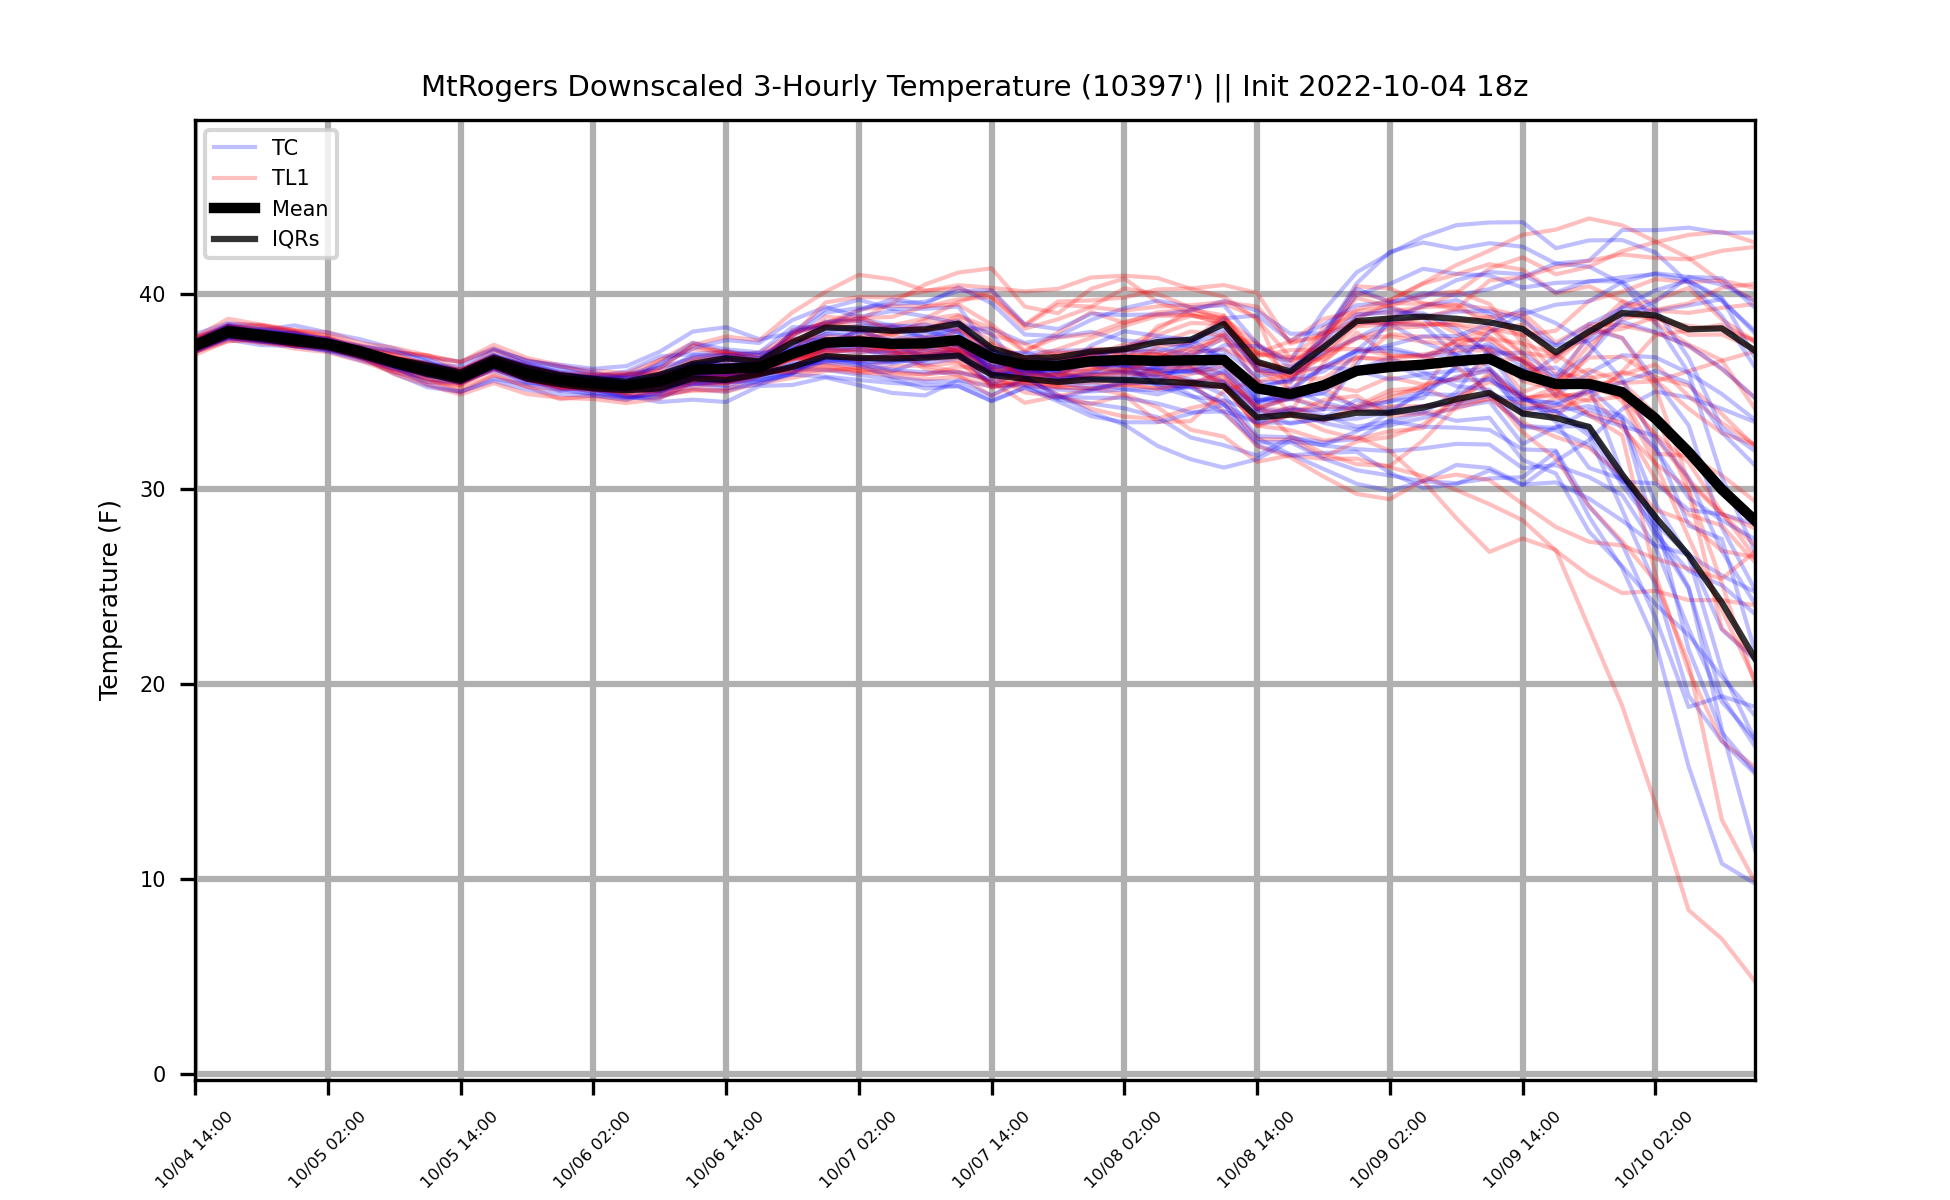 MtRogers Downscaled 3-Hourly Temperature (10397') || Init 2022-10-04 18z
TC
TL1
Mean
IQRs
Temperature (F)
40
30
20
10
0
10/04 14:00
10/05 02:00
10/05 14:00
10/06 02:00
10/06 14:00
10/07 02:00
10/07 14:00
10/08 02:00
10/08 14:00
10/09 02:00
10/09 14:00
10/10 02:00